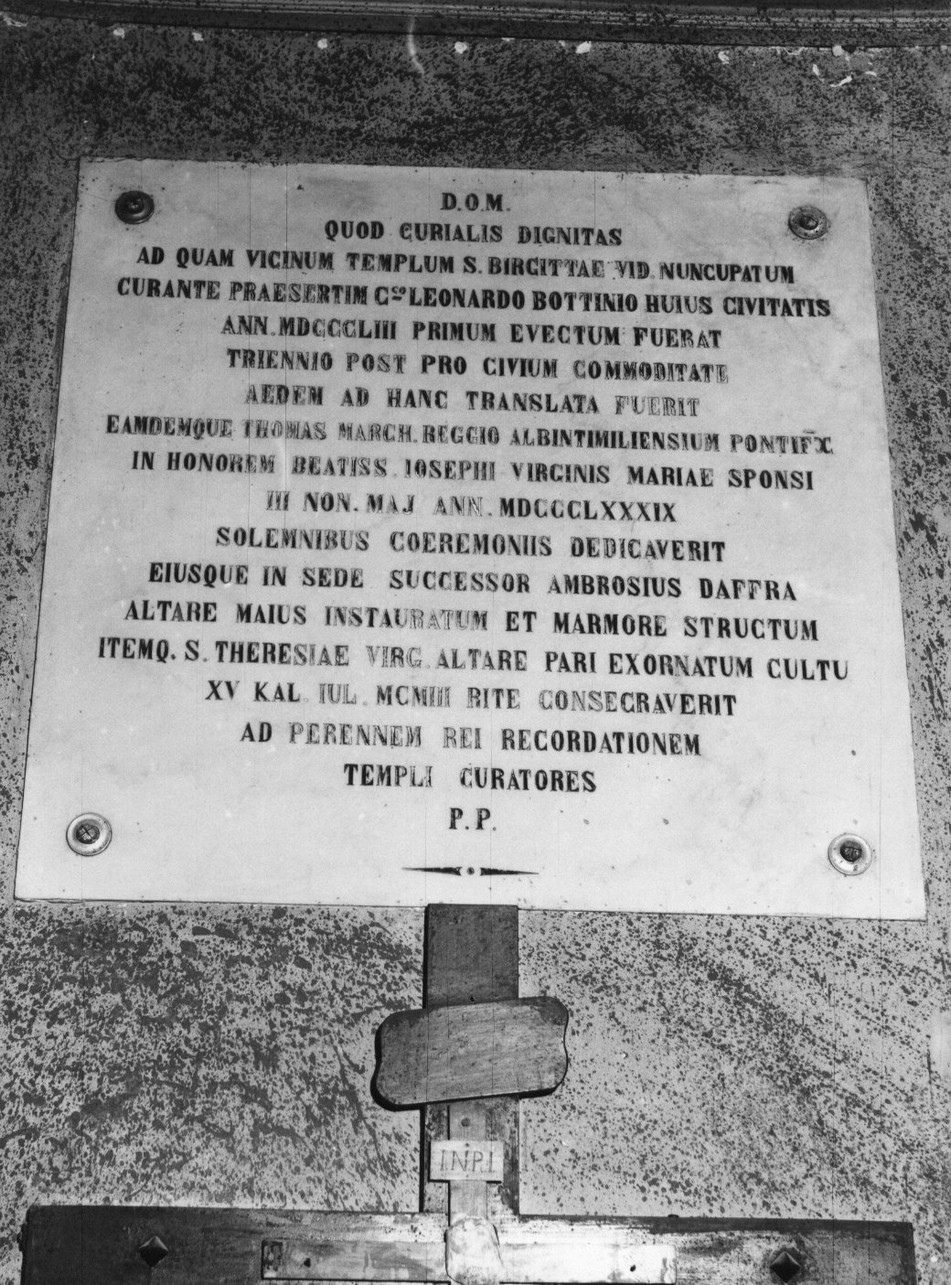 D.O.M.
QUOD CURIALIS DIGNITAS
AD QUAM VICINUM TEMPLUM S. BIRGITTAE VID. NUNCUPATUM
CURANTE PRAESERTIM Cso LEONARDO BOTTINIO HUIUS CIVITATIS
ANN. MDCCCLIII PRIMUM EVECTUM FUERAT
TRIENNIO POST PRO CIVIUM COMMODITATE
AEDEM AD HANC TRANSLATA FUERIT
EAMDEMQUE THOMAS MARCH. REGGIO ALBINTIMILIENSIUM PONTIFX
IN HONOREM BEATISS. IOSEPHI VIRGINIS MARIAE SPONSI
III NON. MAJ ANN. MDCCCLXXXIX
SOLEMNIBUS COEREMONIIS DEDICAVERIT
EIUSQUE IN SEDE SUCCESSOR AMBROSIUS DAFFRA
ALTARE MAIUS INSTAURATUM ET MARMORE STRUCTUM
ITEMQ. S. THERESIAE VIRG. ALTARE PARI EXORNATUM CULTU
XV KAL. IUL. MCMIII RITE CONSECRAVERIT
AD PERENNEM REI RECORDATIONEM
TEMPLI CURATORES
P.P.
INRI